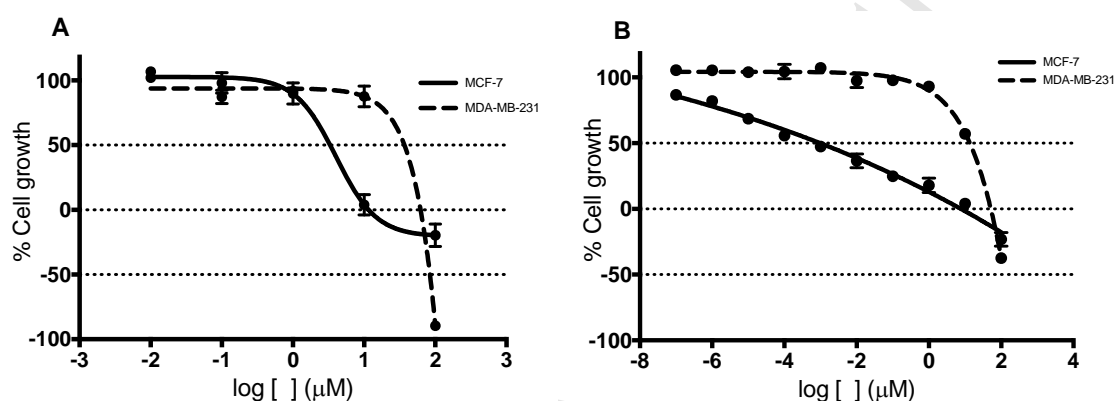 A
MCF-7
MDA-MB-231
% Cell growth
100
50
0
-50
-100
-3 -2 -1 0 1 2 3
log [ ] (μM)
B
MCF-7
MDA-MB-231
% Cell growth
100
50
0
-50
-100
-8 -6 -4 -2 0 2 4
log [ ] (μM)